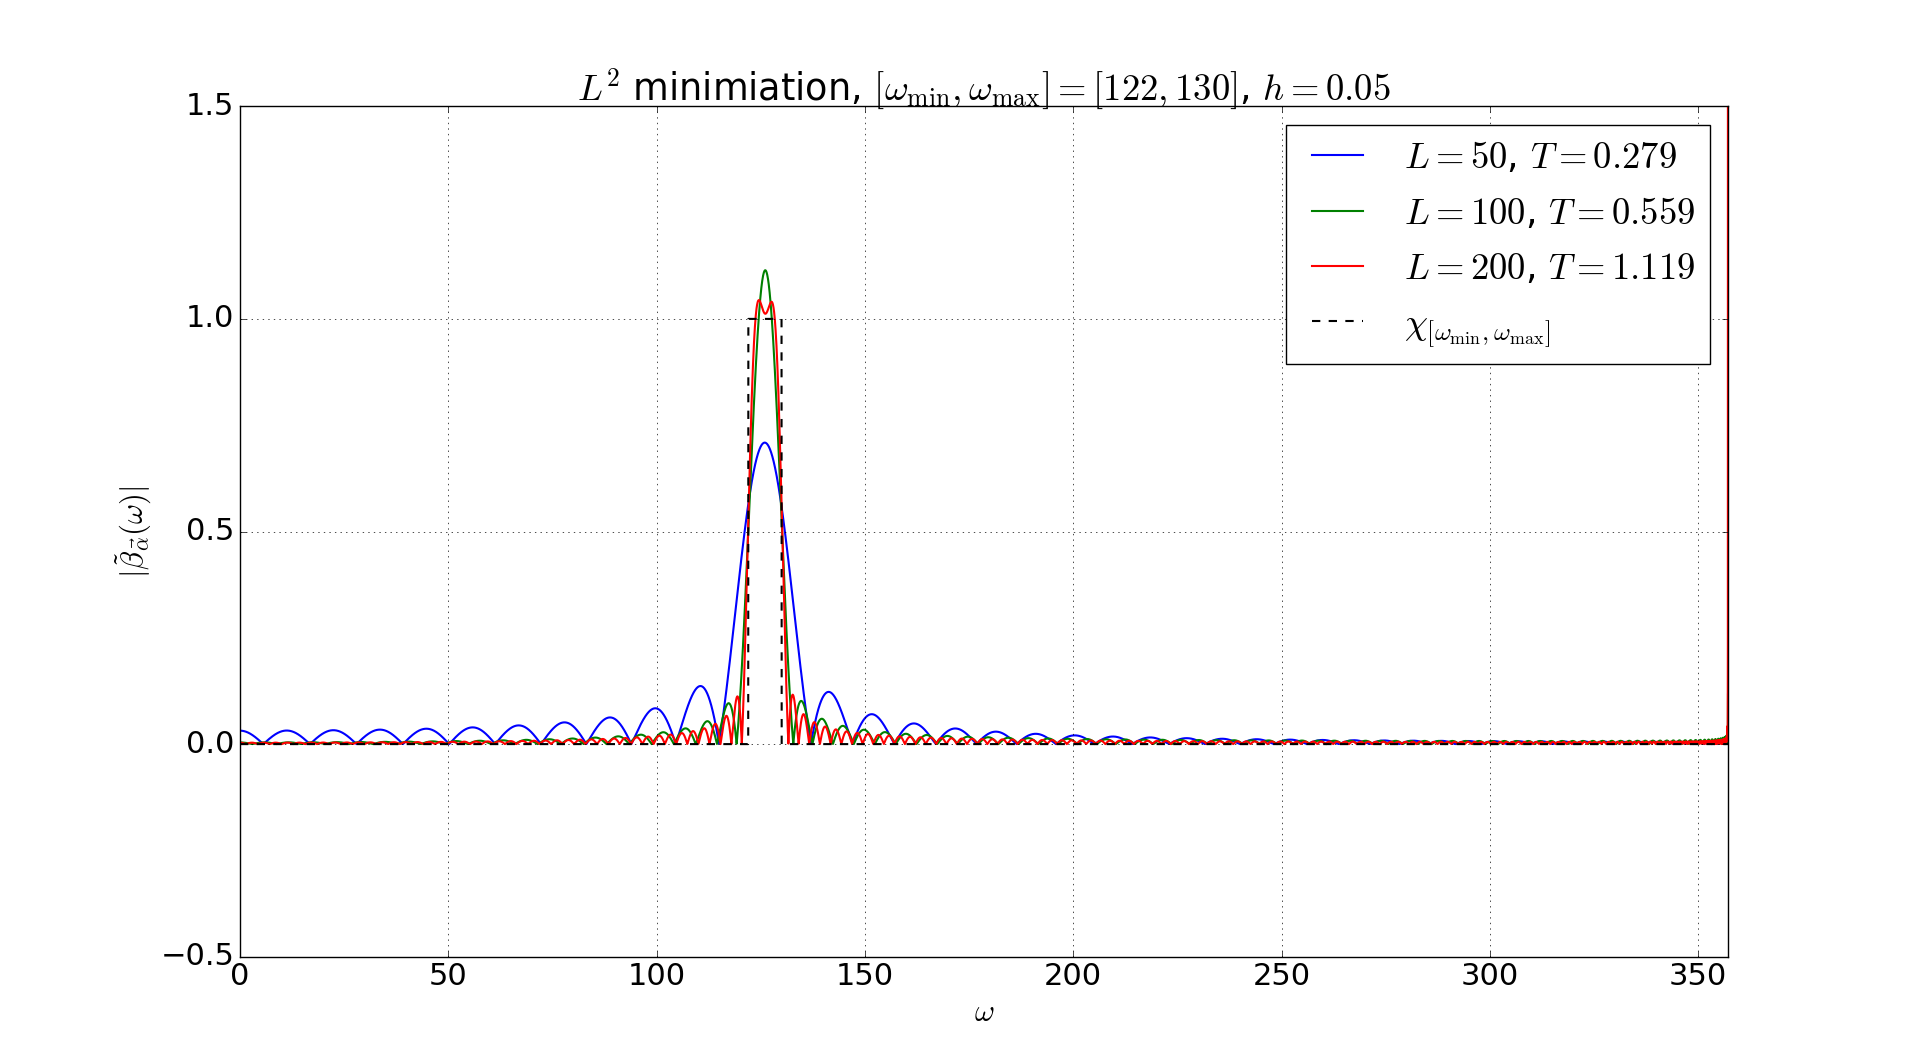 L² minimiation, [ω_min, ω_max] = [122, 130], h = 0.05
1.5
1.0
0.5
0.0
−0.5
|β̃_α⃗(ω)|
L = 50, T = 0.279
L = 100, T = 0.559
L = 200, T = 1.119
χ_[ω_min, ω_max]
0 50 100 150 200 250 300 350
ω